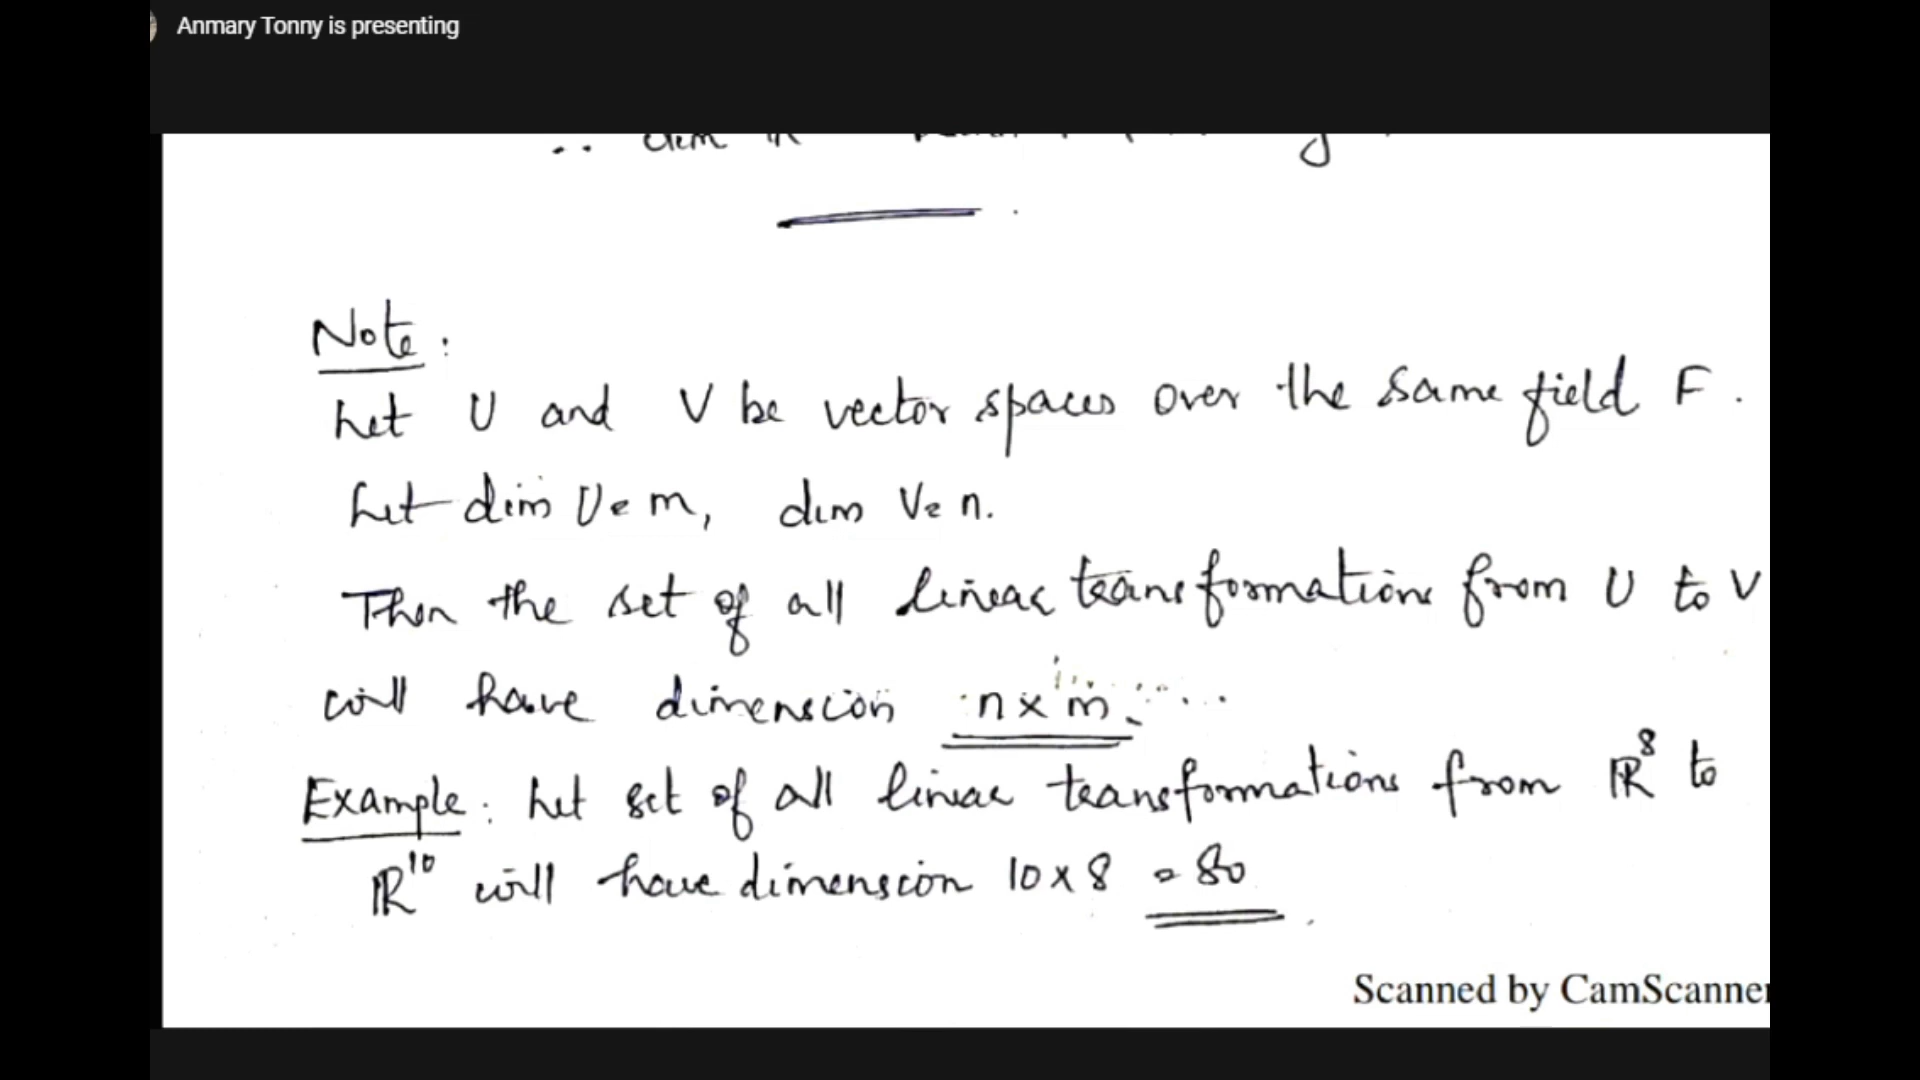 Anmary Tonny is presenting
∴ dim
Note:
Let U and V be vector spaces over the same field F.
Let dim U = m, dim V = n.
Then the set of all linear transformations from U to V
will have dimension n x m.
Example: Let set of all linear transformations from ℝ⁸ to
ℝ¹⁰ will have dimension 10 x 8 = 80
Scanned by CamScanner